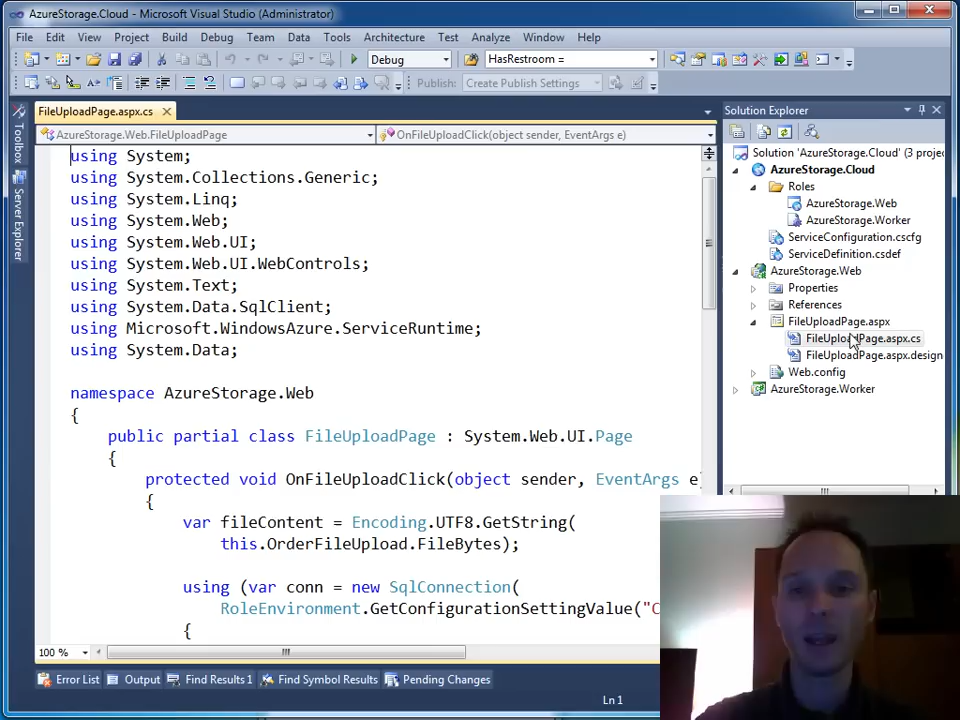 AzureStorage.Cloud - Microsoft Visual Studio (Administrator)
File Edit View Project Build Debug Team Data Tools Architecture Test Analyze Window Help
Debug HasRestroom =
Publish: Create Publish Settings
FileUploadPage.aspx.cs
AzureStorage.Web.FileUploadPage OnFileUploadClick(object sender, EventArgs e)
Toolbox
Server Explorer
using System;
using System.Collections.Generic;
using System.Linq;
using System.Web;
using System.Web.UI;
using System.Web.UI.WebControls;
using System.Text;
using System.Data.SqlClient;
using Microsoft.WindowsAzure.ServiceRuntime;
using System.Data;
namespace AzureStorage.Web
{
public partial class FileUploadPage : System.Web.UI.Page
{
protected void OnFileUploadClick(object sender, EventArgs e)
{
var fileContent = Encoding.UTF8.GetString(
this.OrderFileUpload.FileBytes);
using (var conn = new SqlConnection(
RoleEnvironment.GetConfigurationSettingValue("C
{
100 %
Solution Explorer
Solution 'AzureStorage.Cloud' (3 projec
AzureStorage.Cloud
Roles
AzureStorage.Web
AzureStorage.Worker
ServiceConfiguration.cscfg
ServiceDefinition.csdef
AzureStorage.Web
Properties
References
FileUploadPage.aspx
FileUploadPage.aspx.cs
FileUploadPage.aspx.design
Web.config
AzureStorage.Worker
Error List Output Find Results 1 Find Symbol Results Pending Changes
Ln 1